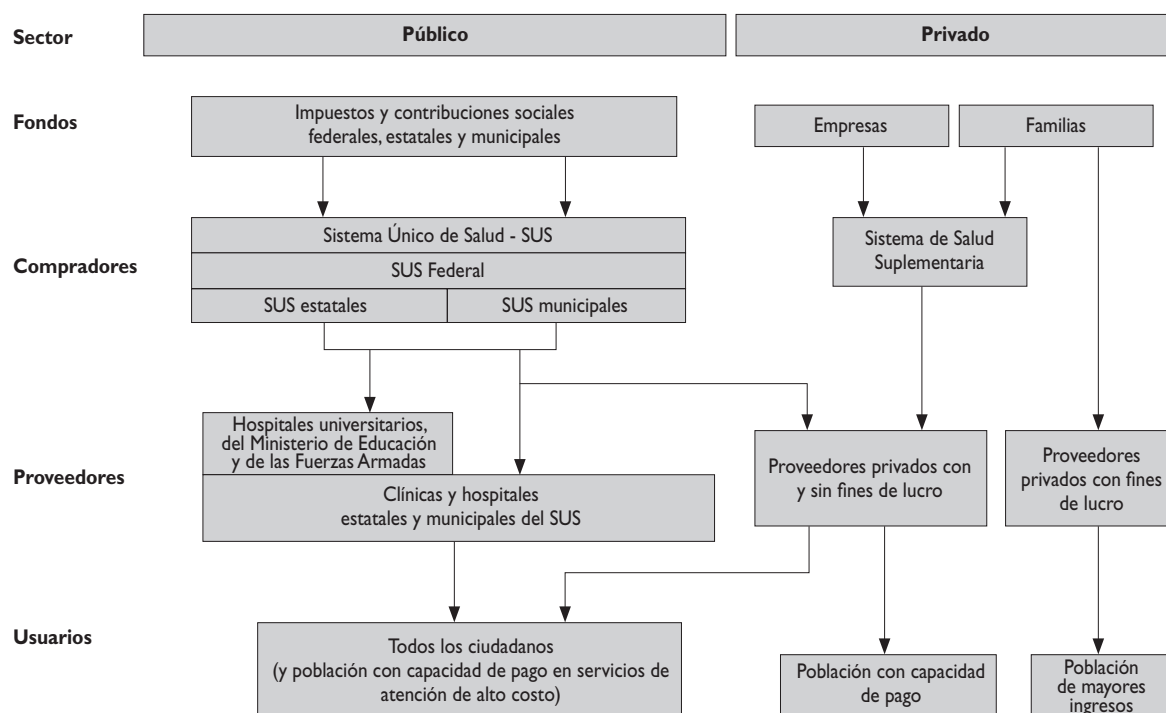 Sector
Público
Privado
Fondos
Impuestos y contribuciones sociales
federales, estatales y municipales
Empresas
Familias
Compradores
Sistema Único de Salud - SUS
SUS Federal
SUS estatales
SUS municipales
Sistema de Salud
Suplementaria
Proveedores
Hospitales universitarios,
del Ministerio de Educación
y de las Fuerzas Armadas
Clínicas y hospitales
estatales y municipales del SUS
Proveedores privados con
y sin fines de lucro
Proveedores
privados con fines
de lucro
Usuarios
Todos los ciudadanos
(y población con capacidad de pago en servicios de
atención de alto costo)
Población con capacidad
de pago
Población
de mayores
ingresos